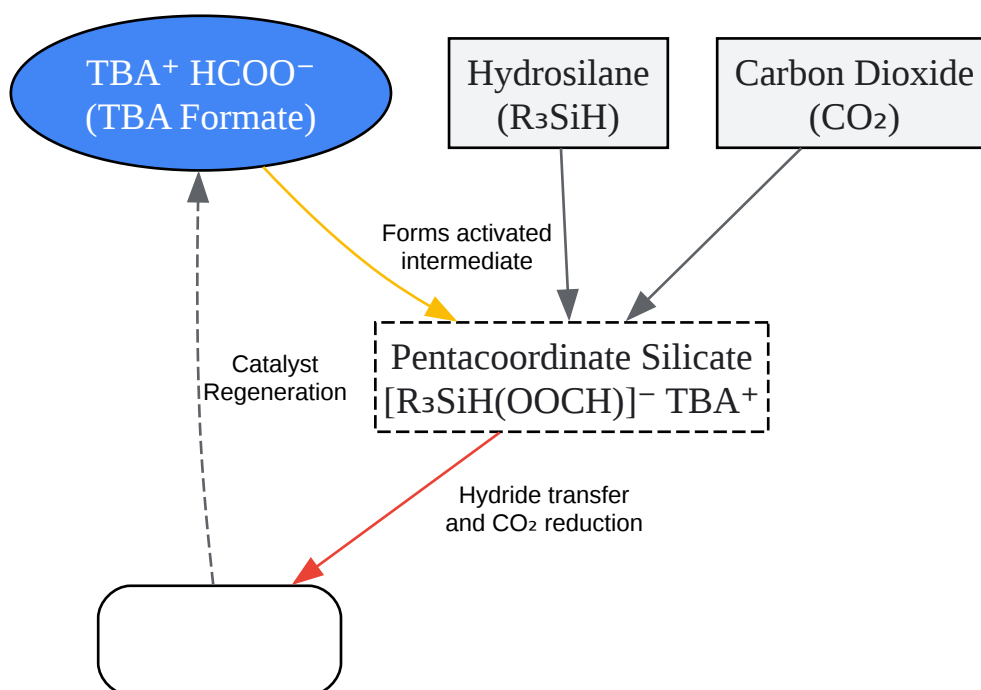 TBA⁺ HCOO⁻
(TBA Formate)
Hydrosilane
(R₃SiH)
Carbon Dioxide
(CO₂)
Forms activated
intermediate
Pentacoordinate Silicate
[R₃SiH(OOCH)]⁻ TBA⁺
Catalyst
Regeneration
Hydride transfer
and CO₂ reduction